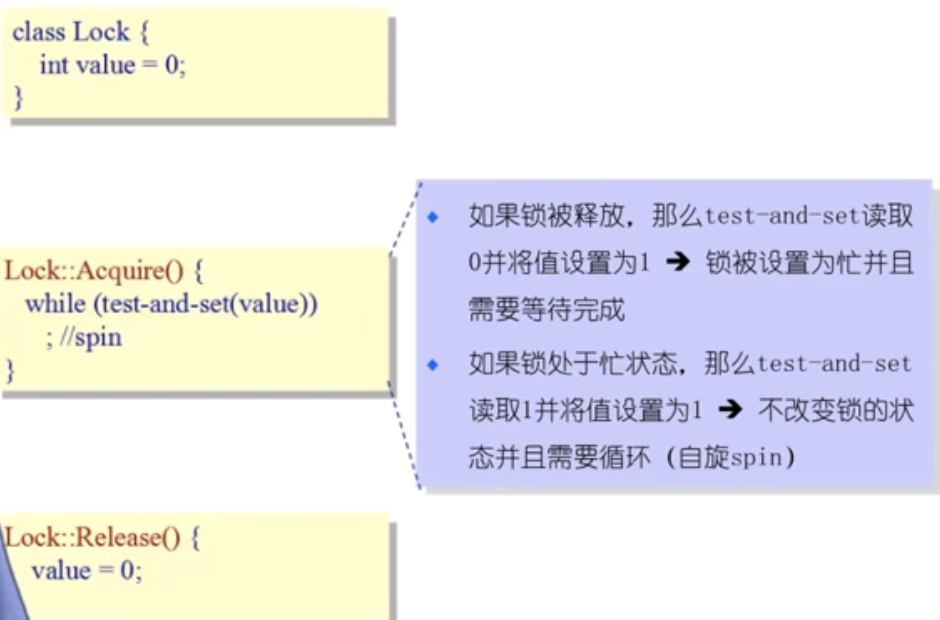 class Lock {
int value = 0;
}
如果锁被释放，那么test-and-set读取
0并将值设置为1 ➔ 锁被设置为忙并且
需要等待完成
如果锁处于忙状态，那么test-and-set
读取1并将值设置为1 ➔ 不改变锁的状
态并且需要循环（自旋spin）
Lock::Acquire() {
while (test-and-set(value))
; //spin
}
Lock::Release() {
value = 0;